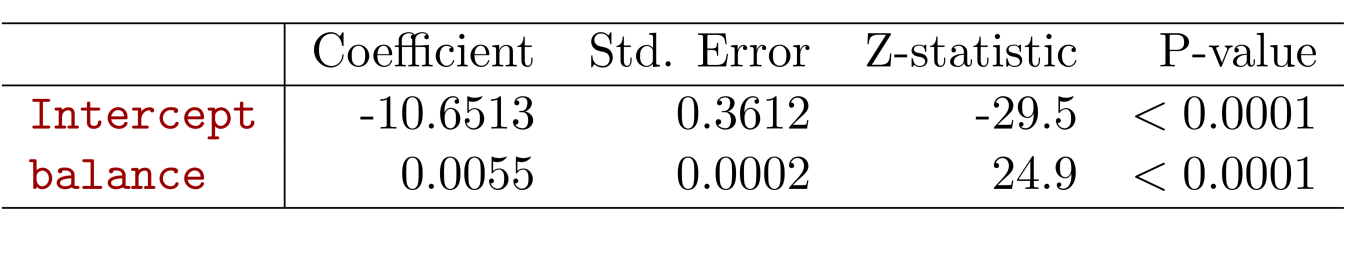 Coefficient Std. Error Z-statistic P-value
Intercept -10.6513 0.3612 -29.5 < 0.0001
balance 0.0055 0.0002 24.9 < 0.0001